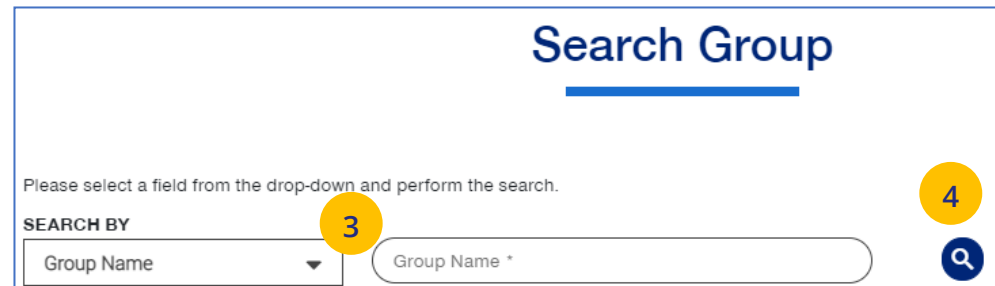 Search Group
Please select a field from the drop-down and perform the search.
4
SEARCH BY
3
Group Name
Group Name *